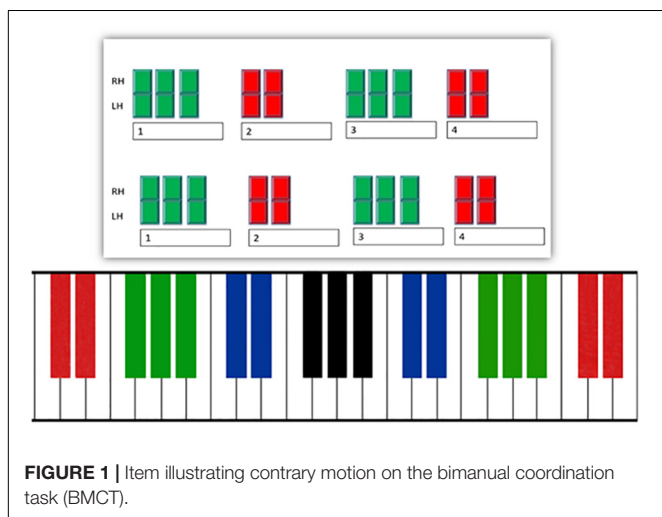 RH
LH
1 2 3 4
RH
LH
1 2 3 4
FIGURE 1 | Item illustrating contrary motion on the bimanual coordination
task (BMCT).